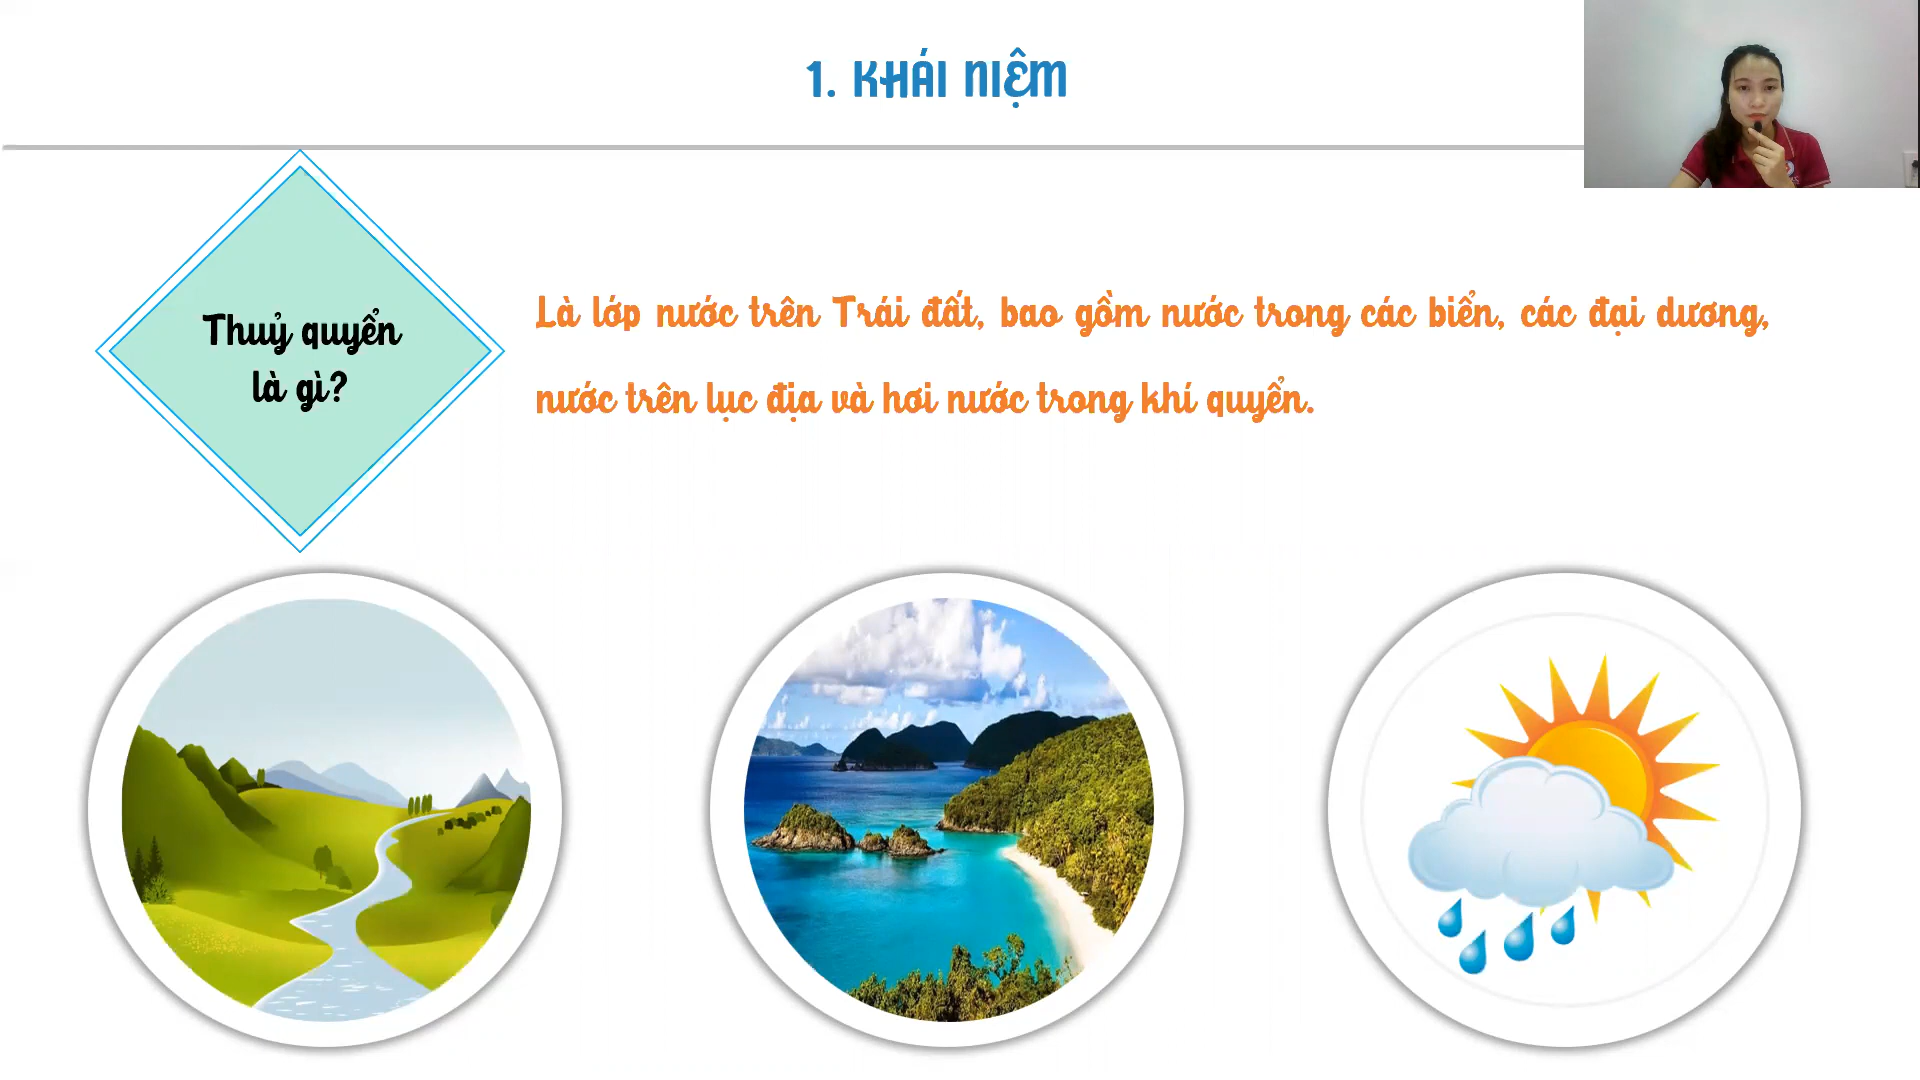 1. KHÁI NIỆM
Thuỷ quyển
là gì?
Là lớp nước trên Trái đất, bao gồm nước trong các biển, các đại dương,
nước trên lục địa và hơi nước trong khí quyển.